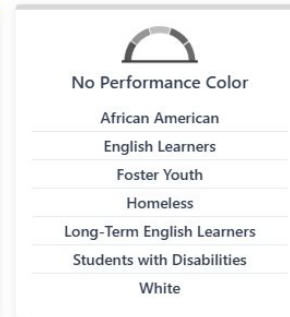 No Performance Color
African American
English Learners
Foster Youth
Homeless
Long-Term English Learners
Students with Disabilities
White